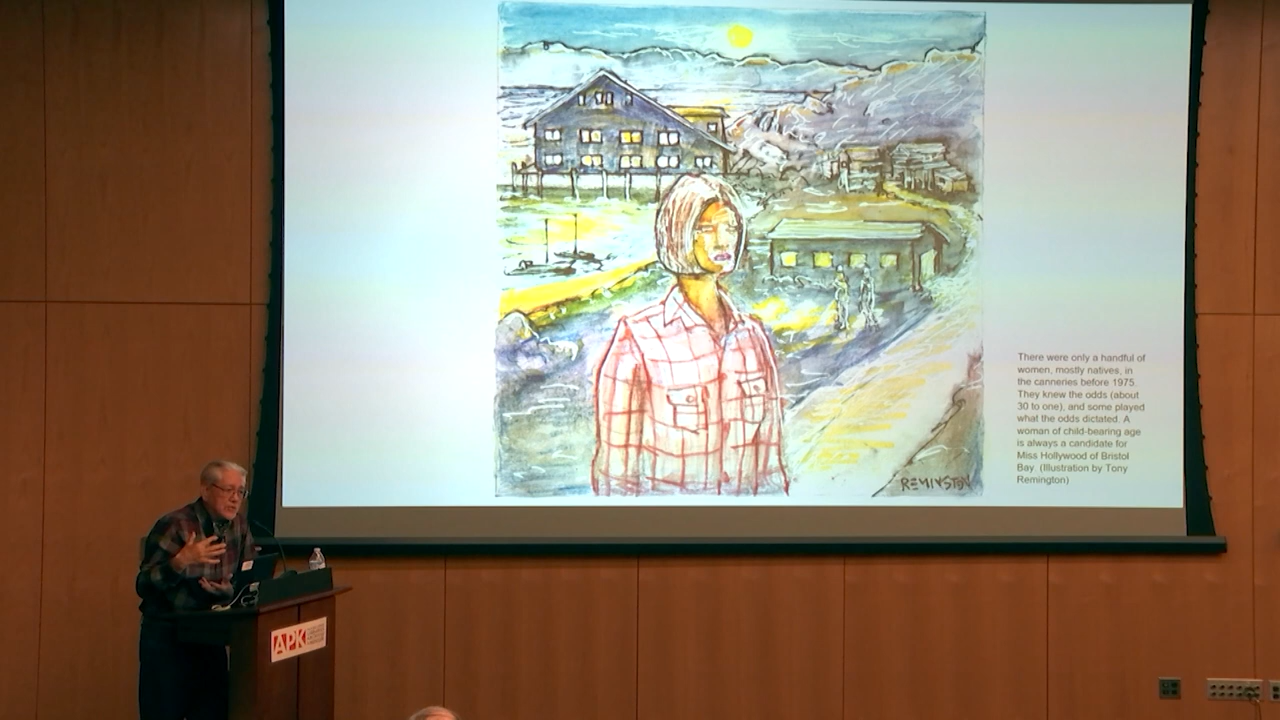 There were only a handful of
women, mostly natives, in
the canneries before 1975.
They knew the odds (about
30 to one), and some played
what the odds dictated. A
woman of child-bearing age
is always a candidate for
Miss Hollywood of Bristol
Bay. (Illustration by Tony
Remington)
REMINGTON
APK